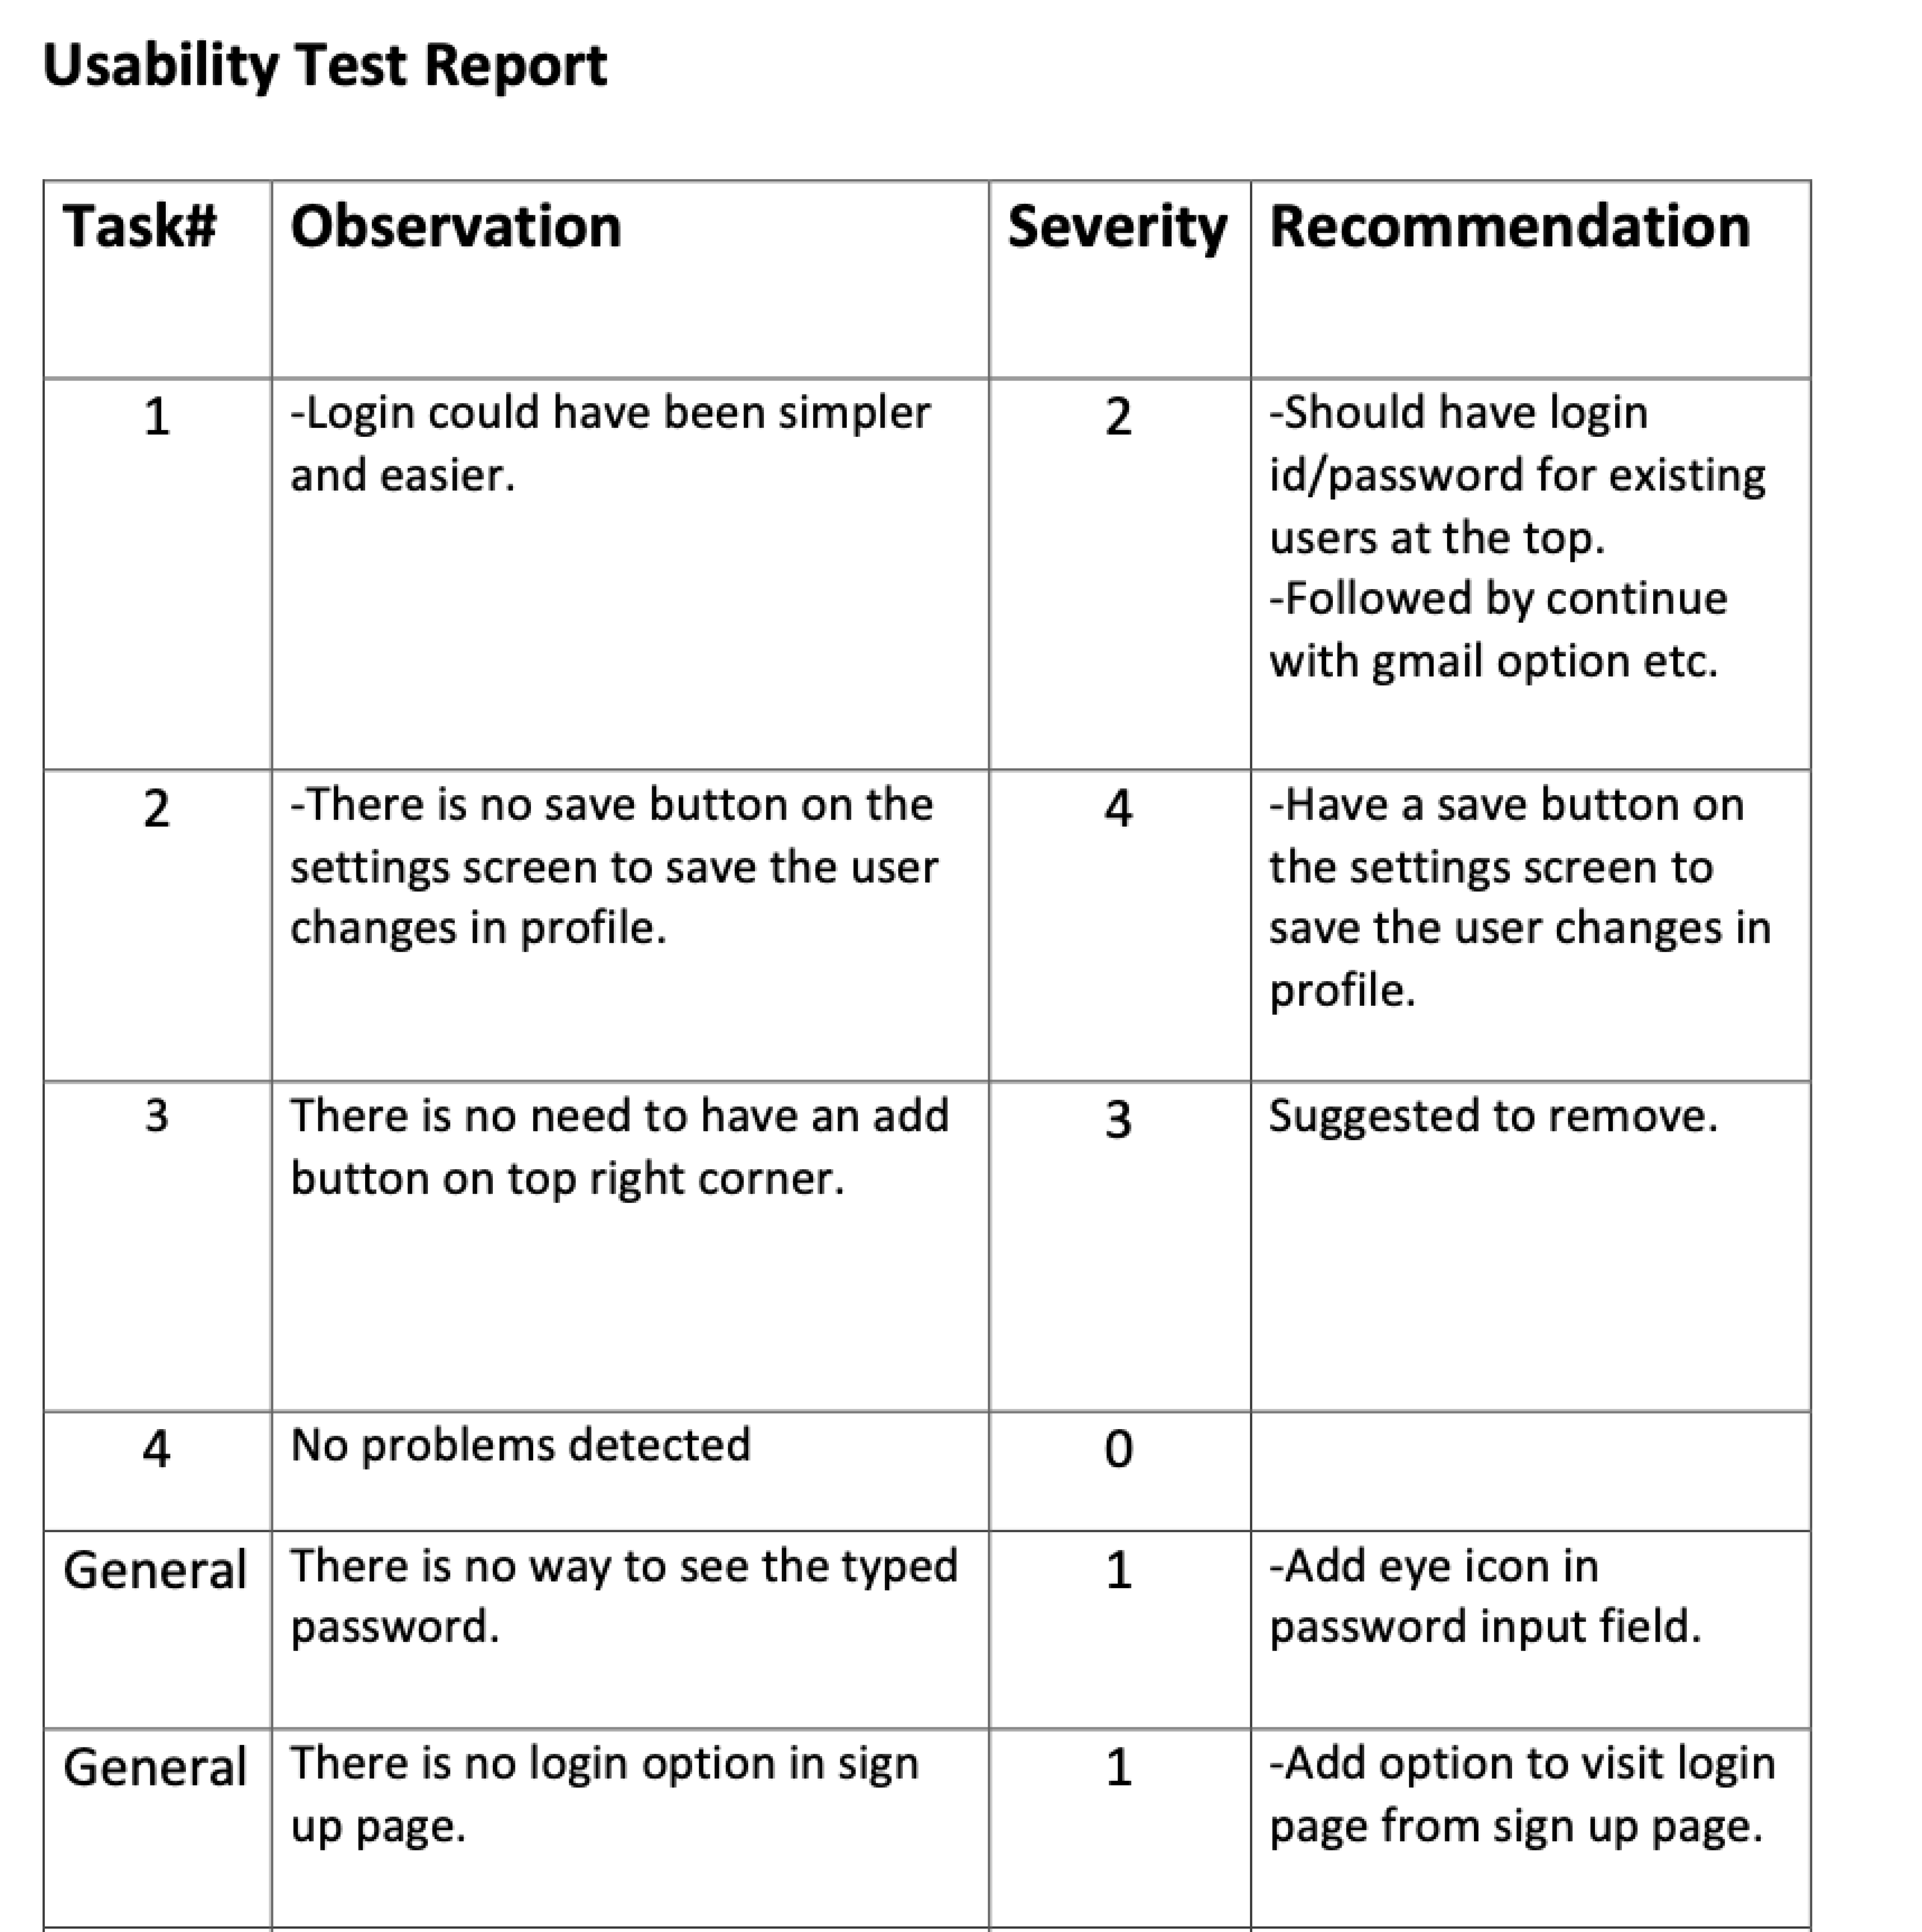 Usability Test Report
Task# Observation Severity Recommendation
1 -Login could have been simpler 2 -Should have login
and easier. id/password for existing
users at the top.
-Followed by continue
with gmail option etc.
2 -There is no save button on the 4 -Have a save button on
settings screen to save the user the settings screen to
changes in profile. save the user changes in
profile.
3 There is no need to have an add 3 Suggested to remove.
button on top right corner.
4 No problems detected 0
General There is no way to see the typed 1 -Add eye icon in
password. password input field.
General There is no login option in sign 1 -Add option to visit login
up page. page from sign up page.